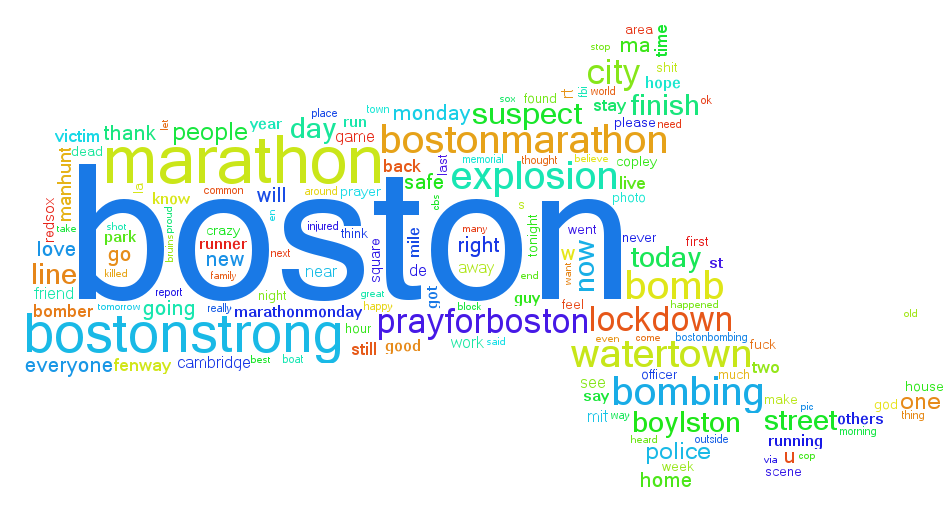 area
ma
time
stop
city
shit
hope
rt
fbi
world
stay
finish
ok
place
town
sox
found
monday
suspect
please
need
victim
thank
let
people
year
day
run
game
bostonmarathon
dead
marathon
back
last
memorial
thought
believe
copley
manhunt
la
know
common
will
around
prayer
safe
explosion
live
photo
redsox
take
shot
proud
boston
en
injured
cbs
s
park
crazy
think
mile
many
tonight
went
never
first
love
go
bruins
runner
new
next
square
right
w
now
today
st
line
killed
family
near
de
away
want
bomb
friend
report
night
great
got
end
guy
feel
happened
bomber
tomorrow
going
really
marathonmonday
happy
block
old
bostonstrong
hour
prayforboston
lockdown
still
good
work
said
even
come
bostonbombing
fuck
everyone
fenway
cambridge
best
boat
watertown
two
officer
much
see
say
bombing
make
house
god
one
thing
pic
mit
way
boylston
street
others
morning
heard
outside
running
police
week
via
u
cop
scene
home